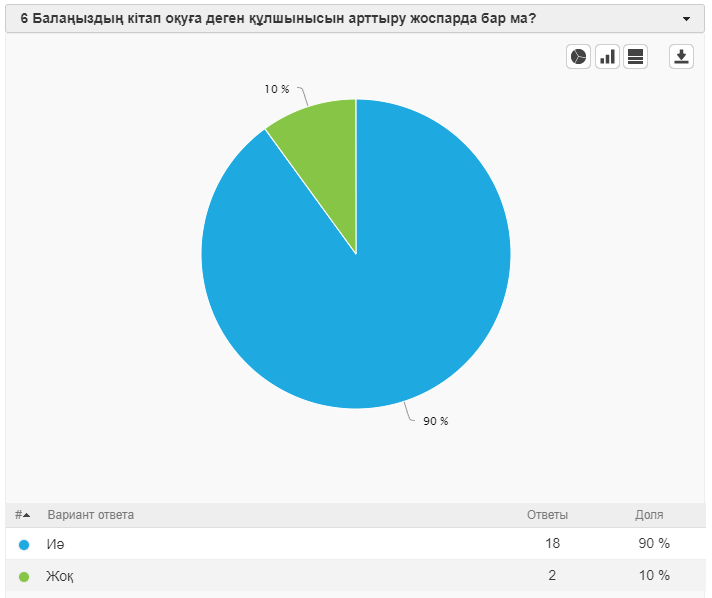 6 Балаңыздың кітап оқуға деген құлшынысын арттыру жоспарда бар ма?
10 %
90 %
# Вариант ответа Ответы Доля
Иә 18 90 %
Жоқ 2 10 %